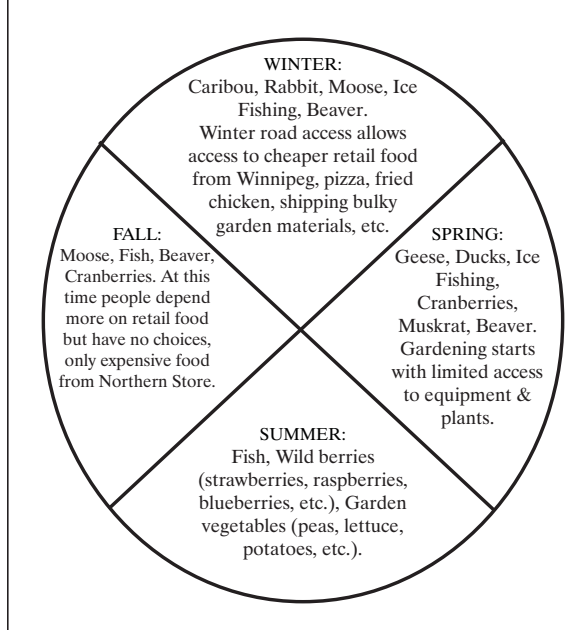 WINTER:
Caribou, Rabbit, Moose, Ice
Fishing, Beaver.
Winter road access allows
access to cheaper retail food
from Winnipeg, pizza, fried
chicken, shipping bulky
garden materials, etc.
FALL:
Moose, Fish, Beaver,
Cranberries. At this
time people depend
more on retail food
but have no choices,
only expensive food
from Northern Store.
SPRING:
Geese, Ducks, Ice
Fishing,
Cranberries,
Muskrat, Beaver.
Gardening starts
with limited access
to equipment &
plants.
SUMMER:
Fish, Wild berries
(strawberries, raspberries,
blueberries, etc.), Garden
vegetables (peas, lettuce,
potatoes, etc.).